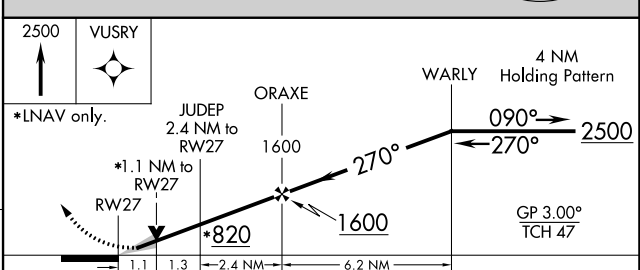 2500
VUSRY
*LNAV only.
JUDEP
2.4 NM to
RW27
*1.1 NM to
RW27
RW27
ORAXE
1600
WARLY
4 NM
Holding Pattern
090°
270°
2500
270°
1600
*820
GP 3.00°
TCH 47
1.1 1.3 2.4 NM 6.2 NM